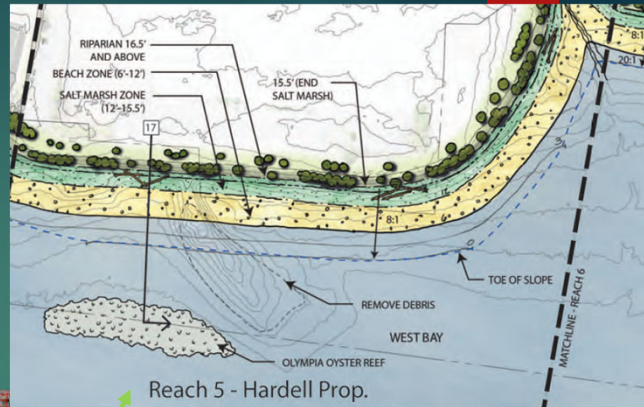 RIPARIAN 16.5'
AND ABOVE
BEACH ZONE (6'-12')
SALT MARSH ZONE
(12'-15.5')
15.5' (END
SALT MARSH)
17
8:1
20:1
8:1
0
TOE OF SLOPE
REMOVE DEBRIS
WEST BAY
OLYMPIA OYSTER REEF
MATCHLINE - REACH 6
Reach 5 - Hardell Prop.